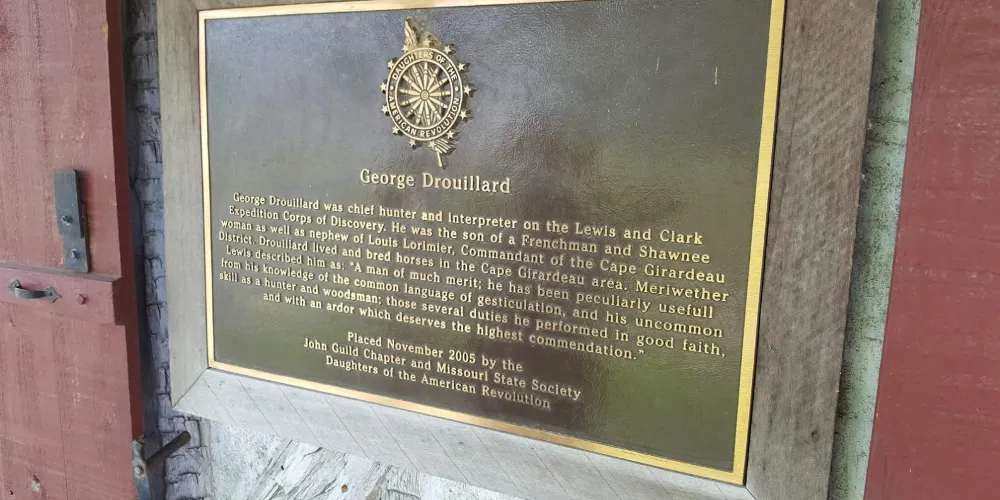 DAUGHTERS OF THE
AMERICAN REVOLUTION
George Drouillard
George Drouillard was chief hunter and interpreter on the Lewis and Clark
Expedition Corps of Discovery. He was the son of a Frenchman and Shawnee
woman as well as nephew of Louis Lorimier, Commandant of the Cape Girardeau
District. Drouillard lived and bred horses in the Cape Girardeau area. Meriwether
Lewis described him as: "A man of much merit; he has been peculiarly usefull
from his knowledge of the common language of gesticulation, and his uncommon
skill as a hunter and woodsman; those several duties he performed in good faith,
and with an ardor which deserves the highest commendation."
Placed November 2005 by the
John Guild Chapter and Missouri State Society
Daughters of the American Revolution